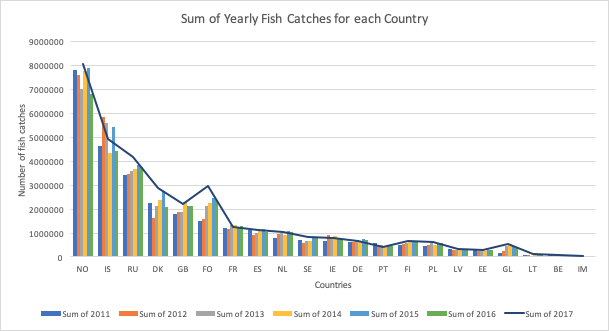 Sum of Yearly Fish Catches for each Country
9000000
8000000
7000000
6000000
5000000
4000000
3000000
2000000
1000000
0
Number of fish catches
NO IS RU DK GB FO FR ES NL SE IE DE PT FI PL LV EE GL LT BE IM
Countries
Sum of 2011 Sum of 2012 Sum of 2013 Sum of 2014 Sum of 2015 Sum of 2016 Sum of 2017